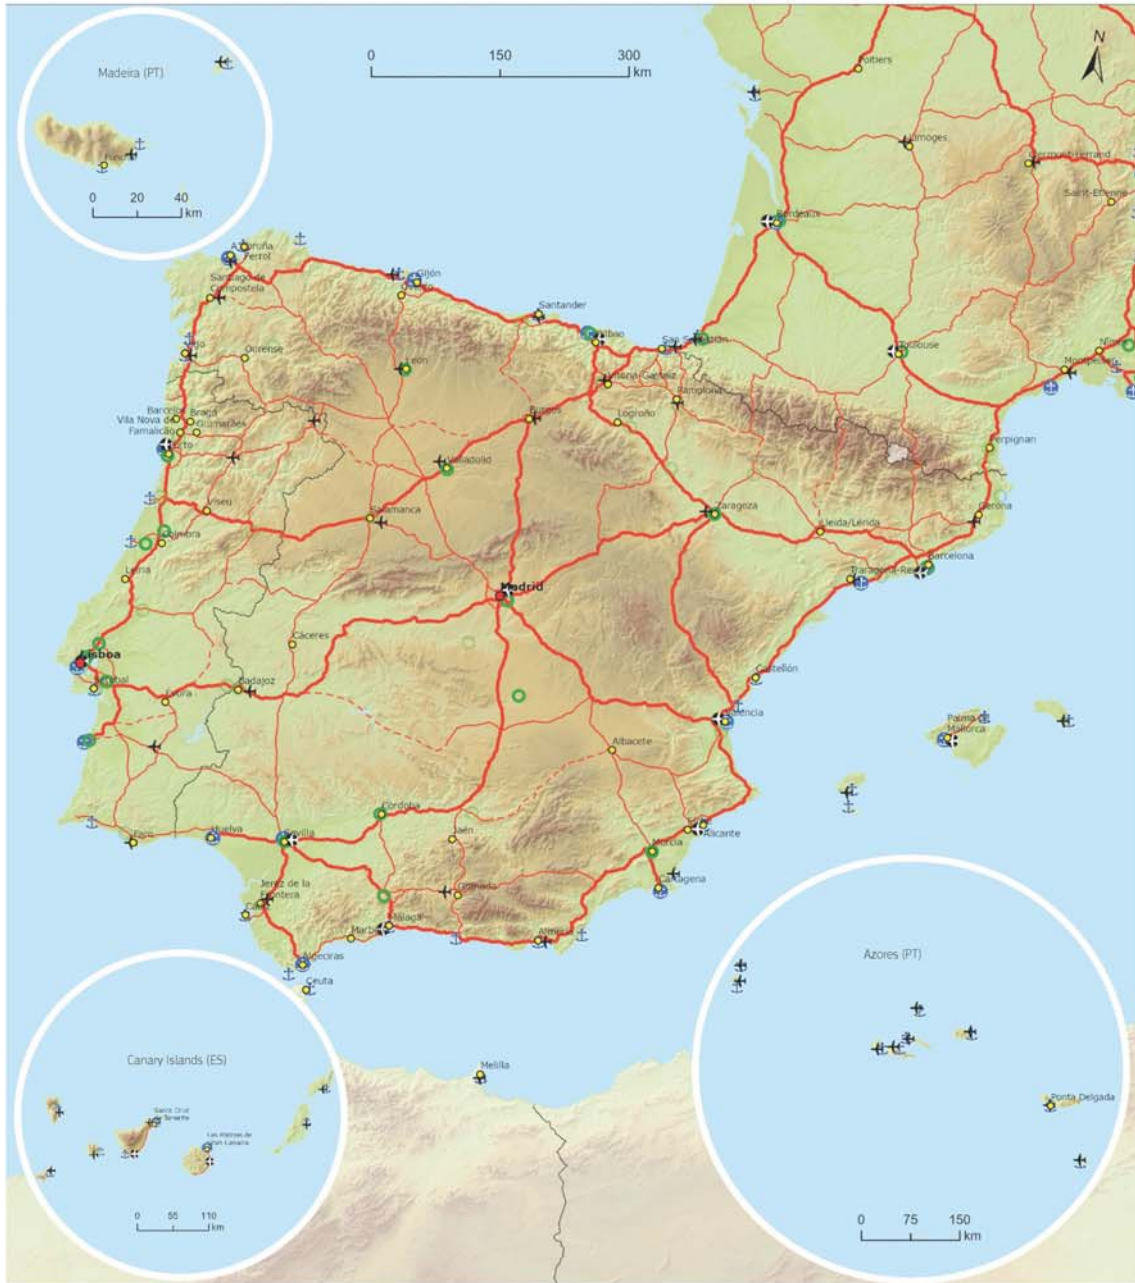 N
0
150
300
km
Madeira (PT)
0
20
40
km
Poitiers
Limoges
Clermont-Ferrand
Saint-Etienne
Bordeaux
A Coruña
Ferrol
Santiago de
Compostela
Gijón
Oviedo
Santander
Bilbao
San Sebastián
Toulouse
Montpellier
Vigo
Ourense
León
Vitoria-Gasteiz
Pamplona
Burgos
Logroño
Perpignan
Barcelos
Braga
Vila Nova de
Famalicão
Guimarães
Porto
Valladolid
Viseu
Salamanca
Zaragoza
Gerona
Lleida/Lérida
Coimbra
Barcelona
Leiria
Madrid
Cáceres
Lisboa
Setúbal
Castellón
Badajoz
Évora
Valencia
Palma de
Mallorca
Albacete
Córdoba
Huelva
Sevilla
Jaén
Alicante
Murcia
Faro
Jerez de la
Frontera
Granada
Cartagena
Málaga
Almería
Algeciras
Ceuta
Azores (PT)
Canary Islands (ES)
Melilla
Santa Cruz
de Tenerife
Las Palmas de
Gran Canaria
Ponta Delgada
0
55
110
km
0
75
150
km